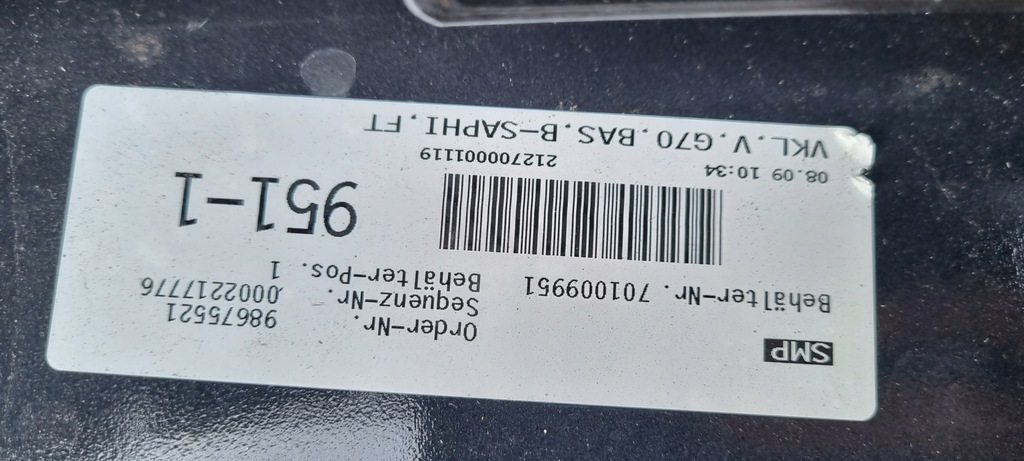 SMP
Order-Nr. 98675521
Sequenz-Nr. 0002217776
Behälter-Nr. 701009951 Behälter-Pos. 1
951-1
08.09 10:34 2127000001119
VKL.V.G70.BAS.B-SAPHI.FT